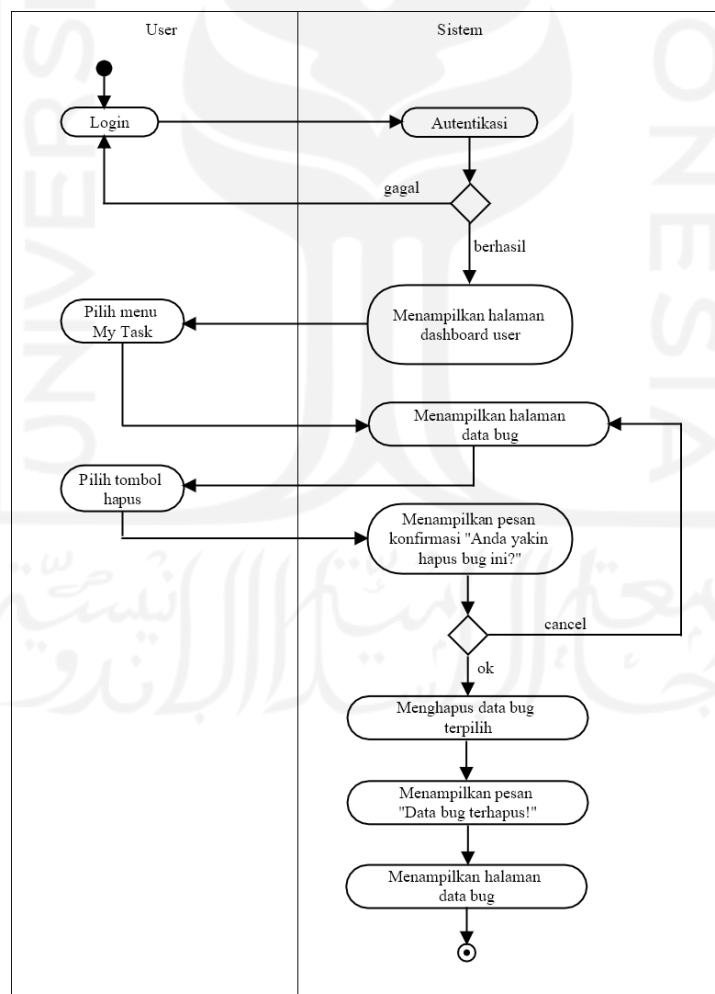 User
Sistem
Login
Autentikasi
gagal
berhasil
Pilih menu
My Task
Menampilkan halaman
dashboard user
Menampilkan halaman
data bug
Pilih tombol
hapus
Menampilkan pesan
konfirmasi "Anda yakin
hapus bug ini?"
cancel
ok
Menghapus data bug
terpilih
Menampilkan pesan
"Data bug terhapus!"
Menampilkan halaman
data bug